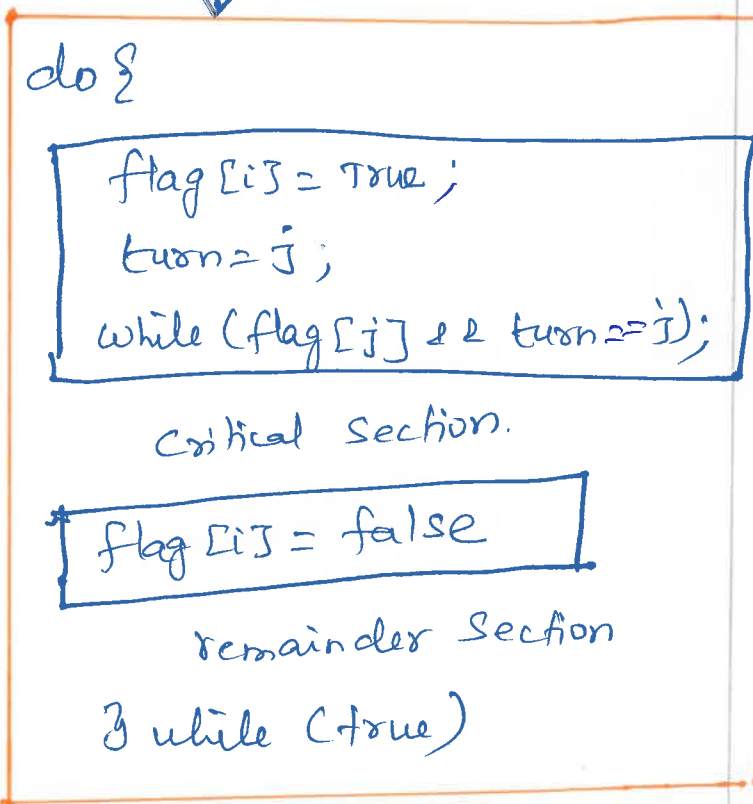 do {
flag [i] = True ;
turn = j ;
while (flag [j] && turn == j);
Critical Section.
flag [i] = false
remainder Section
} while (true)